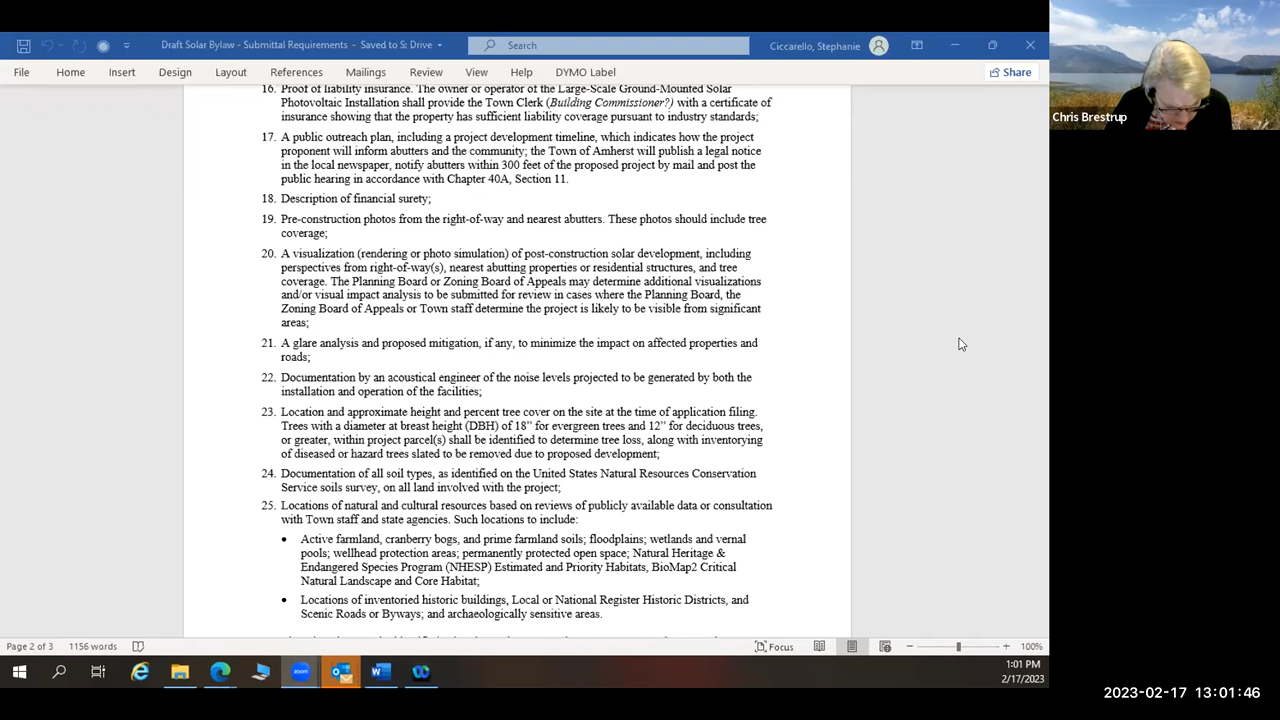 Draft Solar Bylaw - Submittal Requirements - Saved to S: Drive
Search
Ciccarello, Stephanie
File Home Insert Design Layout References Mailings Review View Help DYMO Label
Share
16. Proof of liability insurance. The owner or operator of the Large-Scale Ground-Mounted Solar
Photovoltaic Installation shall provide the Town Clerk (Building Commissioner?) with a certificate of
insurance showing that the property has sufficient liability coverage pursuant to industry standards;
17. A public outreach plan, including a project development timeline, which indicates how the project
proponent will inform abutters and the community; the Town of Amherst will publish a legal notice
in the local newspaper, notify abutters within 300 feet of the proposed project by mail and post the
public hearing in accordance with Chapter 40A, Section 11.
18. Description of financial surety;
19. Pre-construction photos from the right-of-way and nearest abutters. These photos should include tree
coverage;
20. A visualization (rendering or photo simulation) of post-construction solar development, including
perspectives from right-of-way(s), nearest abutting properties or residential structures, and tree
coverage. The Planning Board or Zoning Board of Appeals may determine additional visualizations
and/or visual impact analysis to be submitted for review in cases where the Planning Board, the
Zoning Board of Appeals or Town staff determine the project is likely to be visible from significant
areas;
21. A glare analysis and proposed mitigation, if any, to minimize the impact on affected properties and
roads;
22. Documentation by an acoustical engineer of the noise levels projected to be generated by both the
installation and operation of the facilities;
23. Location and approximate height and percent tree cover on the site at the time of application filing.
Trees with a diameter at breast height (DBH) of 18” for evergreen trees and 12” for deciduous trees,
or greater, within project parcel(s) shall be identified to determine tree loss, along with inventorying
of diseased or hazard trees slated to be removed due to proposed development;
24. Documentation of all soil types, as identified on the United States Natural Resources Conservation
Service soils survey, on all land involved with the project;
25. Locations of natural and cultural resources based on reviews of publicly available data or consultation
with Town staff and state agencies. Such locations to include:
• Active farmland, cranberry bogs, and prime farmland soils; floodplains; wetlands and vernal
pools; wellhead protection areas; permanently protected open space; Natural Heritage &
Endangered Species Program (NHESP) Estimated and Priority Habitats, BioMap2 Critical
Natural Landscape and Core Habitat;
• Locations of inventoried historic buildings, Local or National Register Historic Districts, and
Scenic Roads or Byways; and archaeologically sensitive areas.
Page 2 of 3 1156 words
Focus
100%
zoom
1:01 PM
2/17/2023
Chris Brestrup
2023-02-17 13:01:46